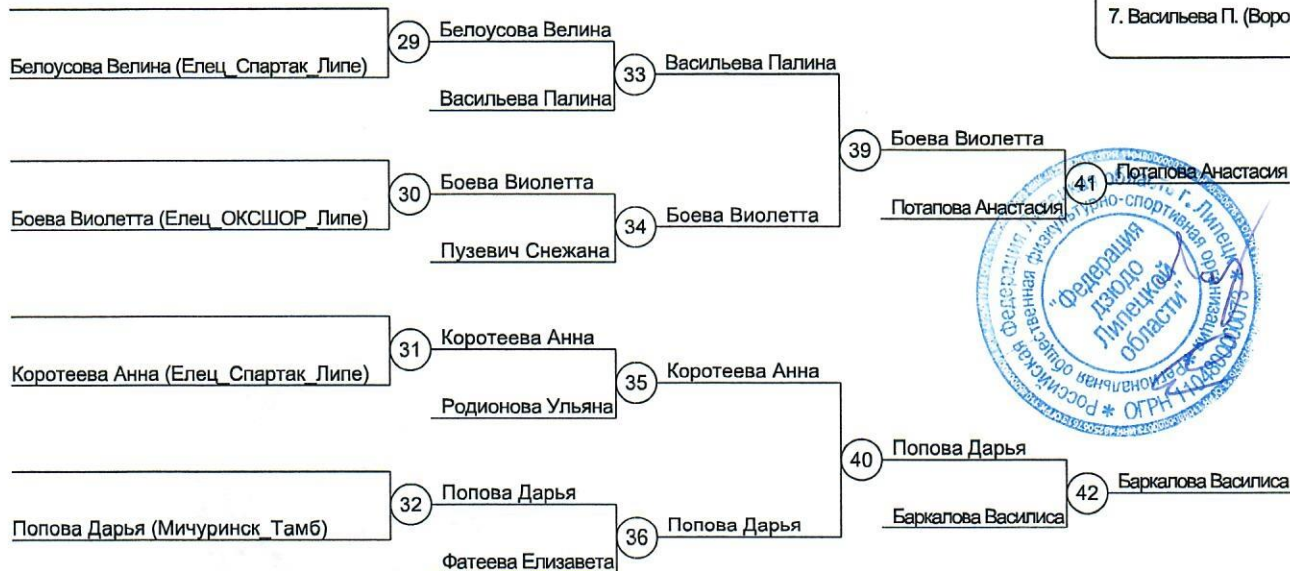 7. Васильева П. (Воро
29
Белоусова Велина
Белоусова Велина (Елец_Спартак_Липе)
33
Васильева Палина
Васильева Палина
39
Боева Виолетта
41
Потапова Анастасия
30
Боева Виолетта
Потапова Анастасия
Боева Виолетта (Елец_ОКСШОР_Липе)
34
Боева Виолетта
Пузевич Снежана
"Федерация
дзюдо
Липецкой
области"
31
Коротеева Анна
Коротеева Анна (Елец_Спартак_Липе)
35
Коротеева Анна
Родионова Ульяна
40
Попова Дарья
32
Попова Дарья
42
Баркалова Василиса
Баркалова Василиса
Попова Дарья (Мичуринск_Тамб)
36
Попова Дарья
Фатеева Елизавета